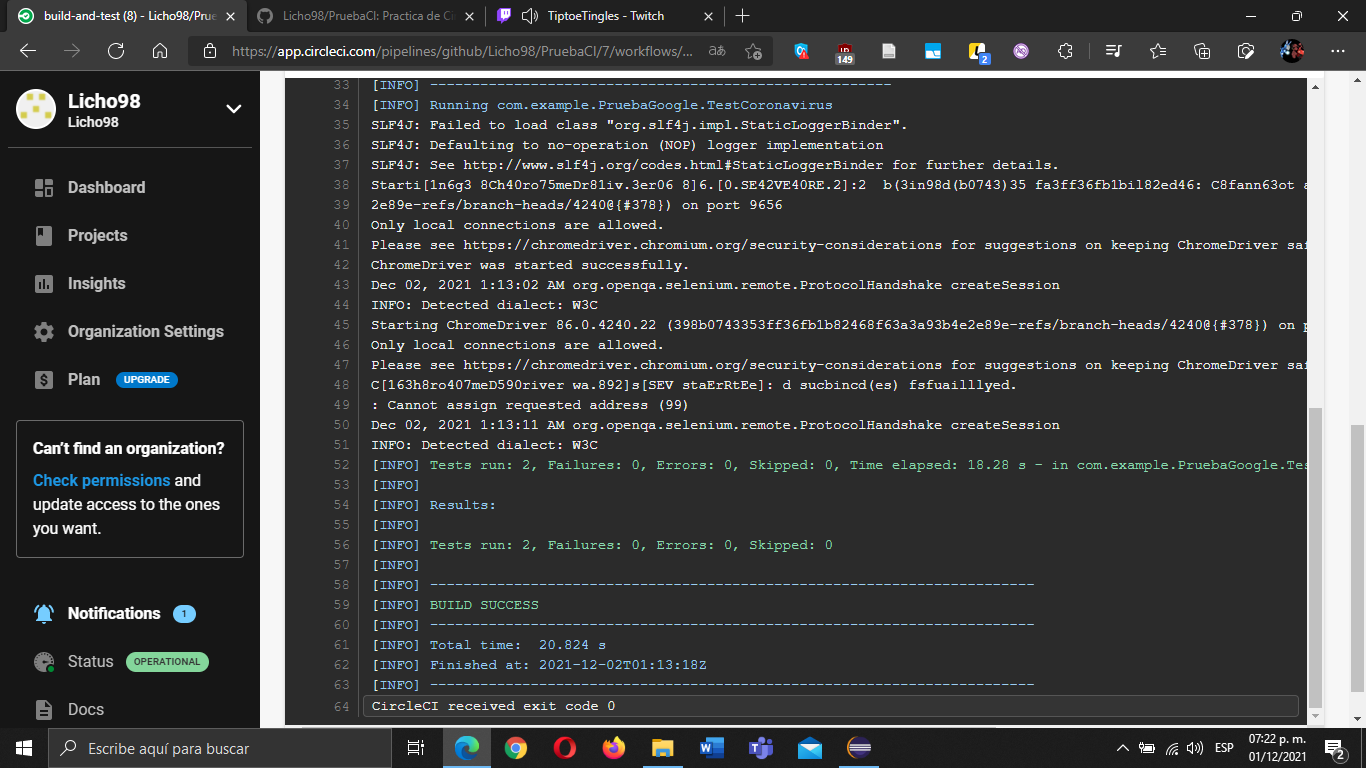 build-and-test (8) - Licho98/Prue
Licho98/PruebaCI: Practica de CI
TiptoeTingles - Twitch
https://app.circleci.com/pipelines/github/Licho98/PruebaCI/7/workflows/...
aあ
149
2
Licho98
Licho98
Dashboard
Projects
Insights
Organization Settings
Plan UPGRADE
Can't find an organization?
Check permissions and
update access to the ones
you want.
Notifications 1
Status OPERATIONAL
Docs
33 [INFO] -------------------------------------------------------
34 [INFO] Running com.example.PruebaGoogle.TestCoronavirus
35 SLF4J: Failed to load class "org.slf4j.impl.StaticLoggerBinder".
36 SLF4J: Defaulting to no-operation (NOP) logger implementation
37 SLF4J: See http://www.slf4j.org/codes.html#StaticLoggerBinder for further details.
38 Starti[1n6g3 8Ch40ro75meDr81iv.3er06 8]6.[0.SE42VE40RE.2]:2  b(3in98d(b0743)35 fa3ff36fb1bil82ed46: C8fann63ot a
39 2e89e-refs/branch-heads/4240@{#378}) on port 9656
40 Only local connections are allowed.
41 Please see https://chromedriver.chromium.org/security-considerations for suggestions on keeping ChromeDriver saf
42 ChromeDriver was started successfully.
43 Dec 02, 2021 1:13:02 AM org.openqa.selenium.remote.ProtocolHandshake createSession
44 INFO: Detected dialect: W3C
45 Starting ChromeDriver 86.0.4240.22 (398b0743353ff36fb1b82468f63a3a93b4e2e89e-refs/branch-heads/4240@{#378}) on p
46 Only local connections are allowed.
47 Please see https://chromedriver.chromium.org/security-considerations for suggestions on keeping ChromeDriver saf
48 C[163h8ro407meD590river wa.892]s[SEV staErRtEe]: d sucbincd(es) fsfuailllyed.
49 : Cannot assign requested address (99)
50 Dec 02, 2021 1:13:11 AM org.openqa.selenium.remote.ProtocolHandshake createSession
51 INFO: Detected dialect: W3C
52 [INFO] Tests run: 2, Failures: 0, Errors: 0, Skipped: 0, Time elapsed: 18.28 s - in com.example.PruebaGoogle.Tes
53 [INFO]
54 [INFO] Results:
55 [INFO]
56 [INFO] Tests run: 2, Failures: 0, Errors: 0, Skipped: 0
57 [INFO]
58 [INFO] ------------------------------------------------------------------------
59 [INFO] BUILD SUCCESS
60 [INFO] ------------------------------------------------------------------------
61 [INFO] Total time:  20.824 s
62 [INFO] Finished at: 2021-12-02T01:13:18Z
63 [INFO] ------------------------------------------------------------------------
64 CircleCI received exit code 0
Escribe aquí para buscar
ESP
07:22 p. m.
01/12/2021
2